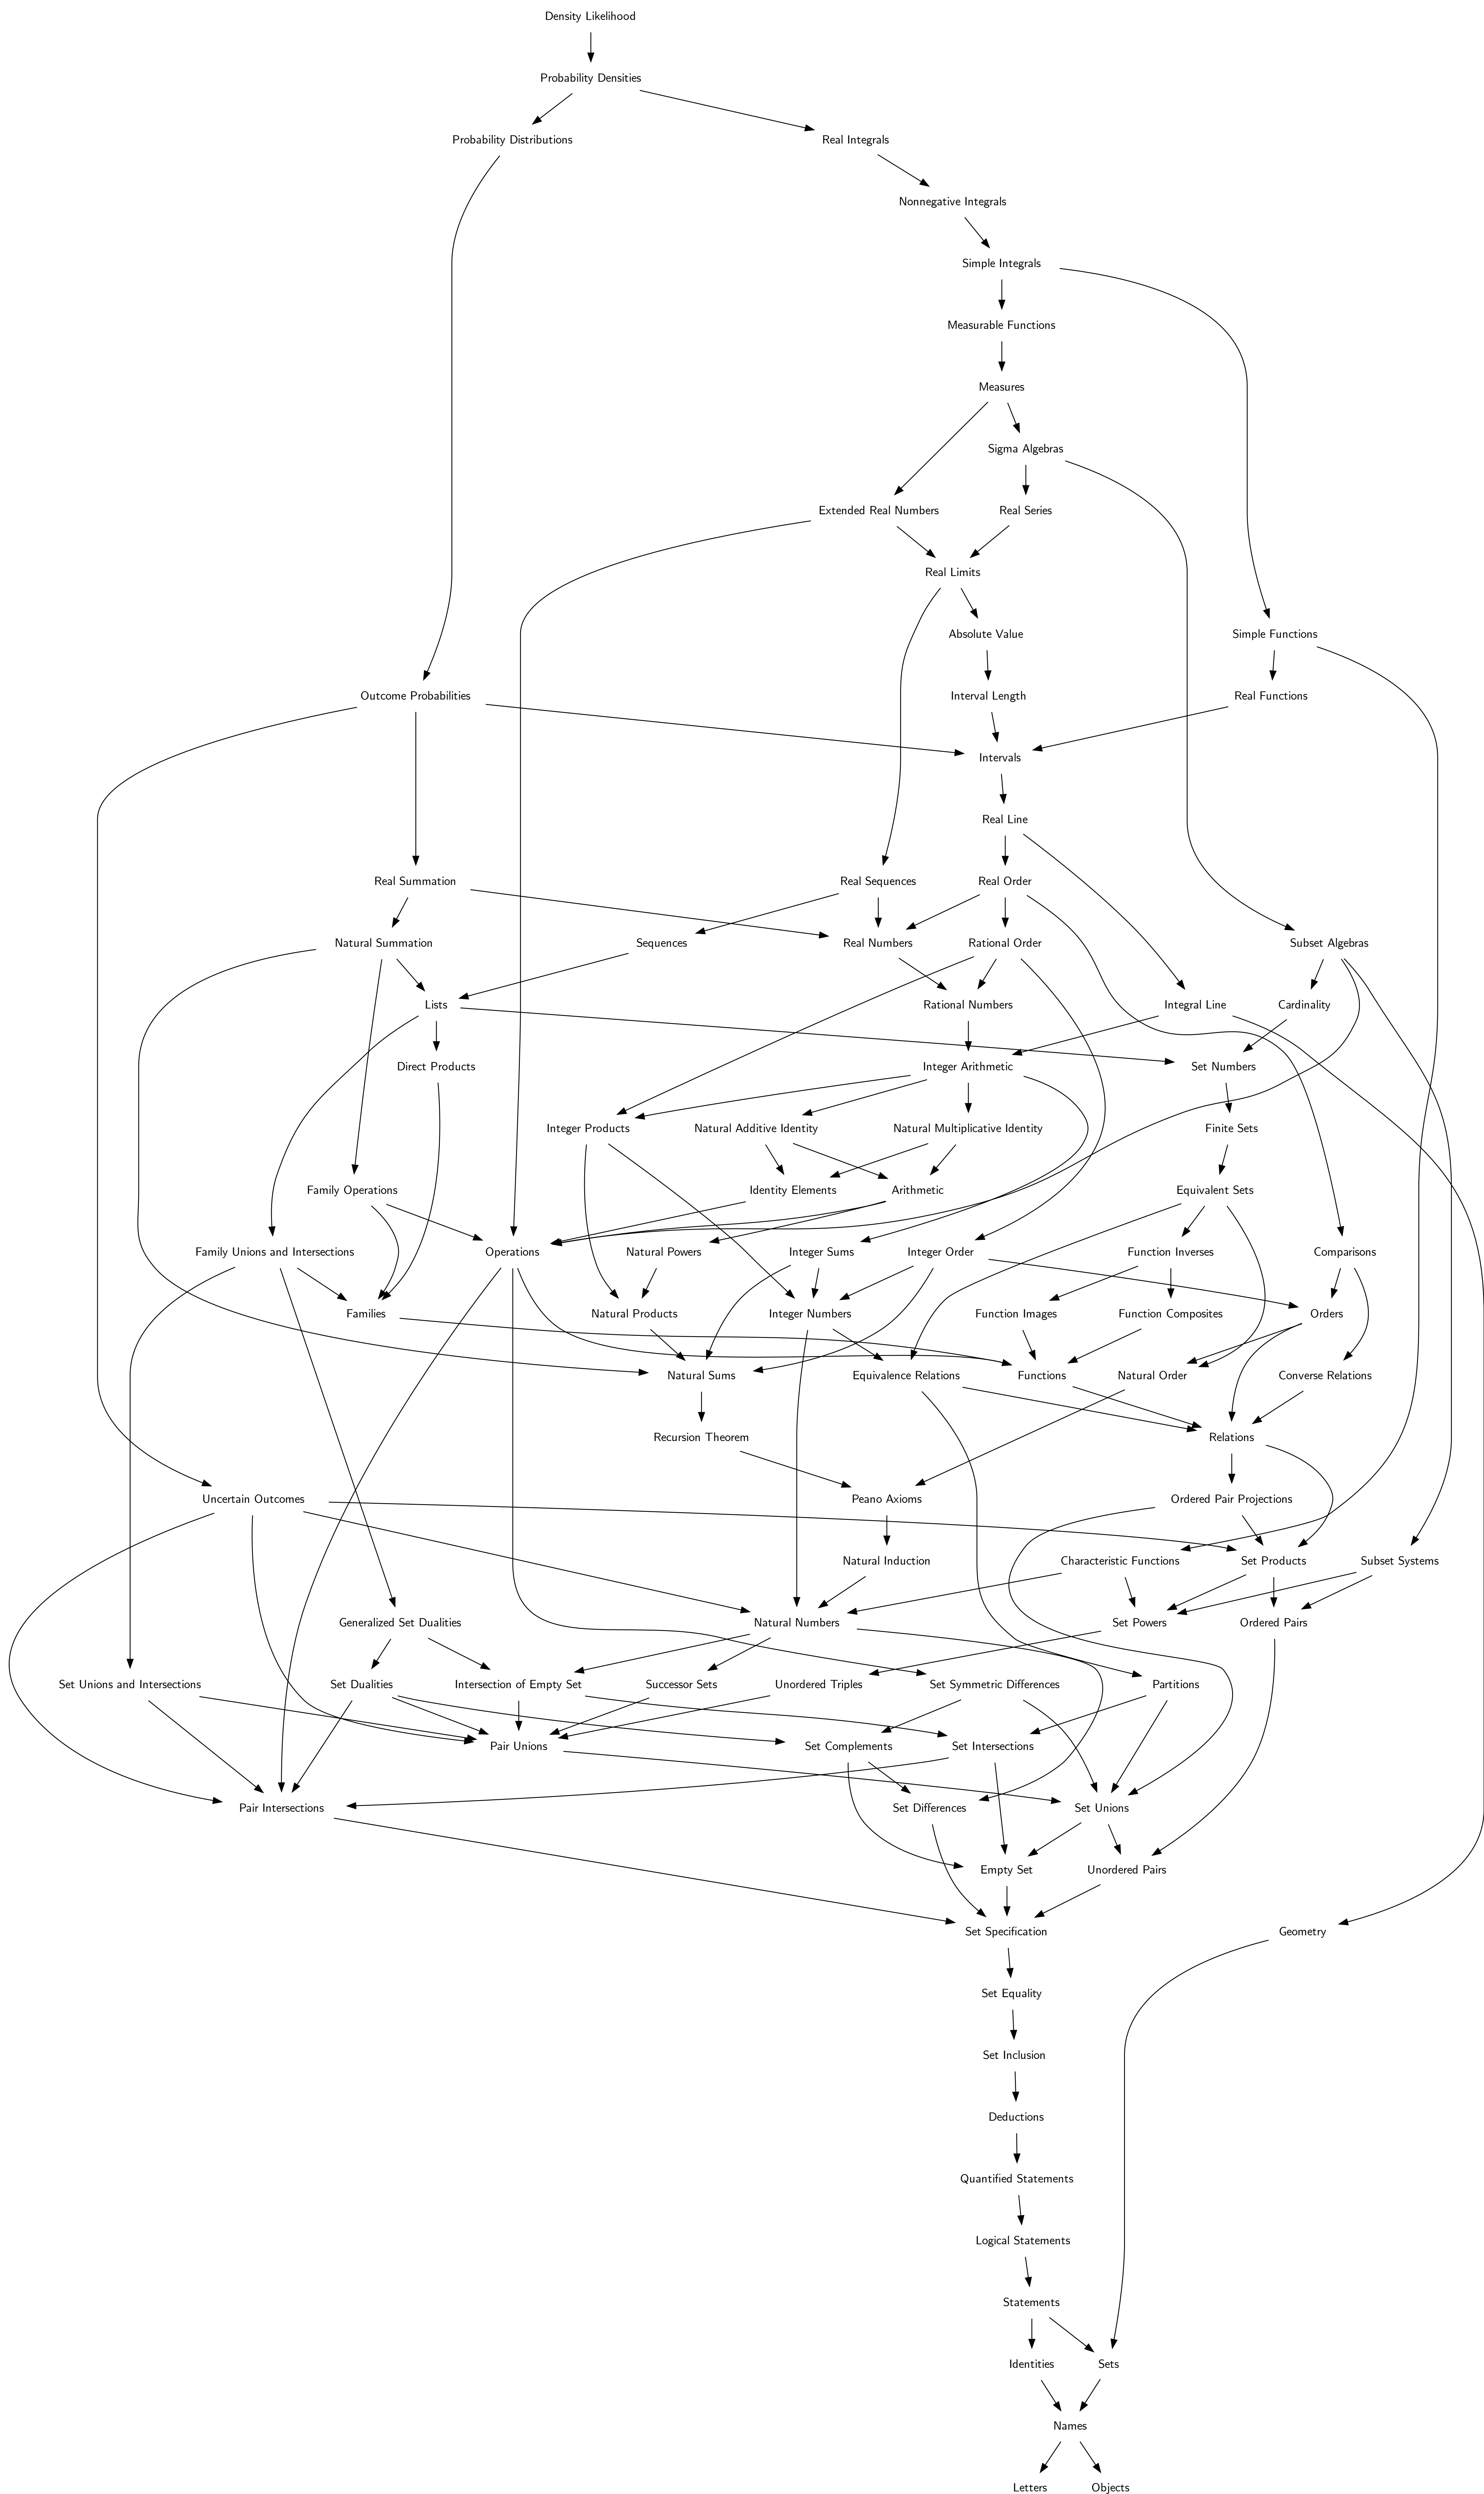 Density Likelihood
Probability Densities
Probability Distributions
Real Integrals
Nonnegative Integrals
Simple Integrals
Measurable Functions
Measures
Sigma Algebras
Extended Real Numbers
Real Series
Real Limits
Absolute Value
Simple Functions
Outcome Probabilities
Interval Length
Real Functions
Intervals
Real Line
Real Summation
Real Sequences
Real Order
Natural Summation
Sequences
Real Numbers
Rational Order
Subset Algebras
Lists
Rational Numbers
Integral Line
Cardinality
Direct Products
Integer Arithmetic
Set Numbers
Integer Products
Natural Additive Identity
Natural Multiplicative Identity
Finite Sets
Family Operations
Identity Elements
Arithmetic
Equivalent Sets
Family Unions and Intersections
Operations
Natural Powers
Integer Sums
Integer Order
Function Inverses
Comparisons
Families
Natural Products
Integer Numbers
Function Images
Function Composites
Orders
Natural Sums
Equivalence Relations
Functions
Natural Order
Converse Relations
Recursion Theorem
Relations
Uncertain Outcomes
Peano Axioms
Ordered Pair Projections
Natural Induction
Characteristic Functions
Set Products
Subset Systems
Generalized Set Dualities
Natural Numbers
Set Powers
Ordered Pairs
Set Unions and Intersections
Set Dualities
Intersection of Empty Set
Successor Sets
Unordered Triples
Set Symmetric Differences
Partitions
Pair Unions
Set Complements
Set Intersections
Pair Intersections
Set Differences
Set Unions
Empty Set
Unordered Pairs
Set Specification
Geometry
Set Equality
Set Inclusion
Deductions
Quantified Statements
Logical Statements
Statements
Identities
Sets
Names
Letters
Objects